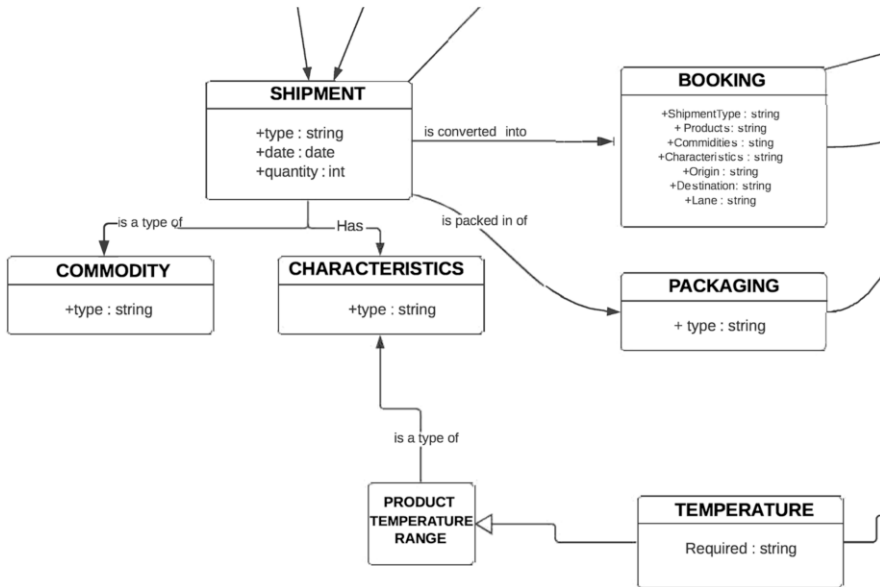 SHIPMENT
+type : string
+date : date
+quantity : int
is converted into
BOOKING
+ShipmentType : string
+ Products: string
+Commidities : sting
+Characteristics : string
+Origin : string
+Destination: string
+Lane : string
is a type of
Has
is packed in of
COMMODITY
+type : string
CHARACTERISTICS
+type : string
PACKAGING
+ type : string
is a type of
PRODUCT
TEMPERATURE
RANGE
TEMPERATURE
Required : string